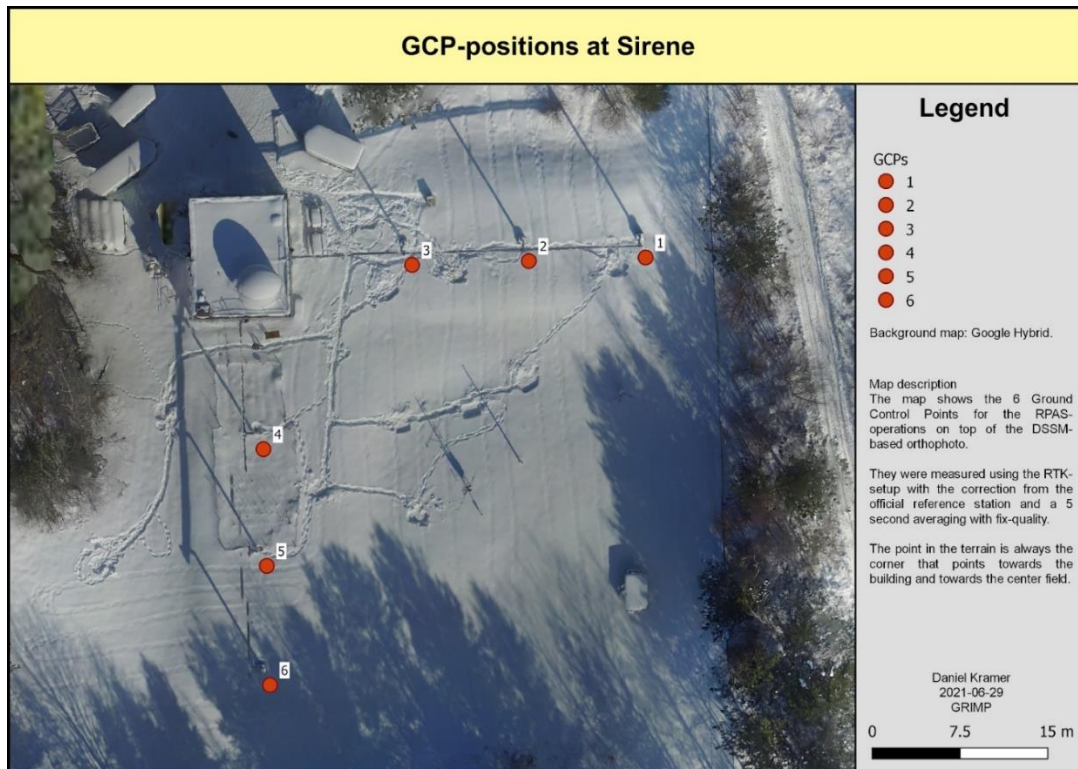 GCP-positions at Sirene
Legend
GCPs
1
2
3
4
5
6
Background map: Google Hybrid.
Map description
The map shows the 6 Ground
Control Points for the RPAS-
operations on top of the DSSM-
based orthophoto.
They were measured using the RTK-
setup with the correction from the
official reference station and a 5
second averaging with fix-quality.
The point in the terrain is always the
corner that points towards the
building and towards the center field.
Daniel Kramer
2021-06-29
GRIMP
0 7.5 15 m
1
2
3
4
5
6